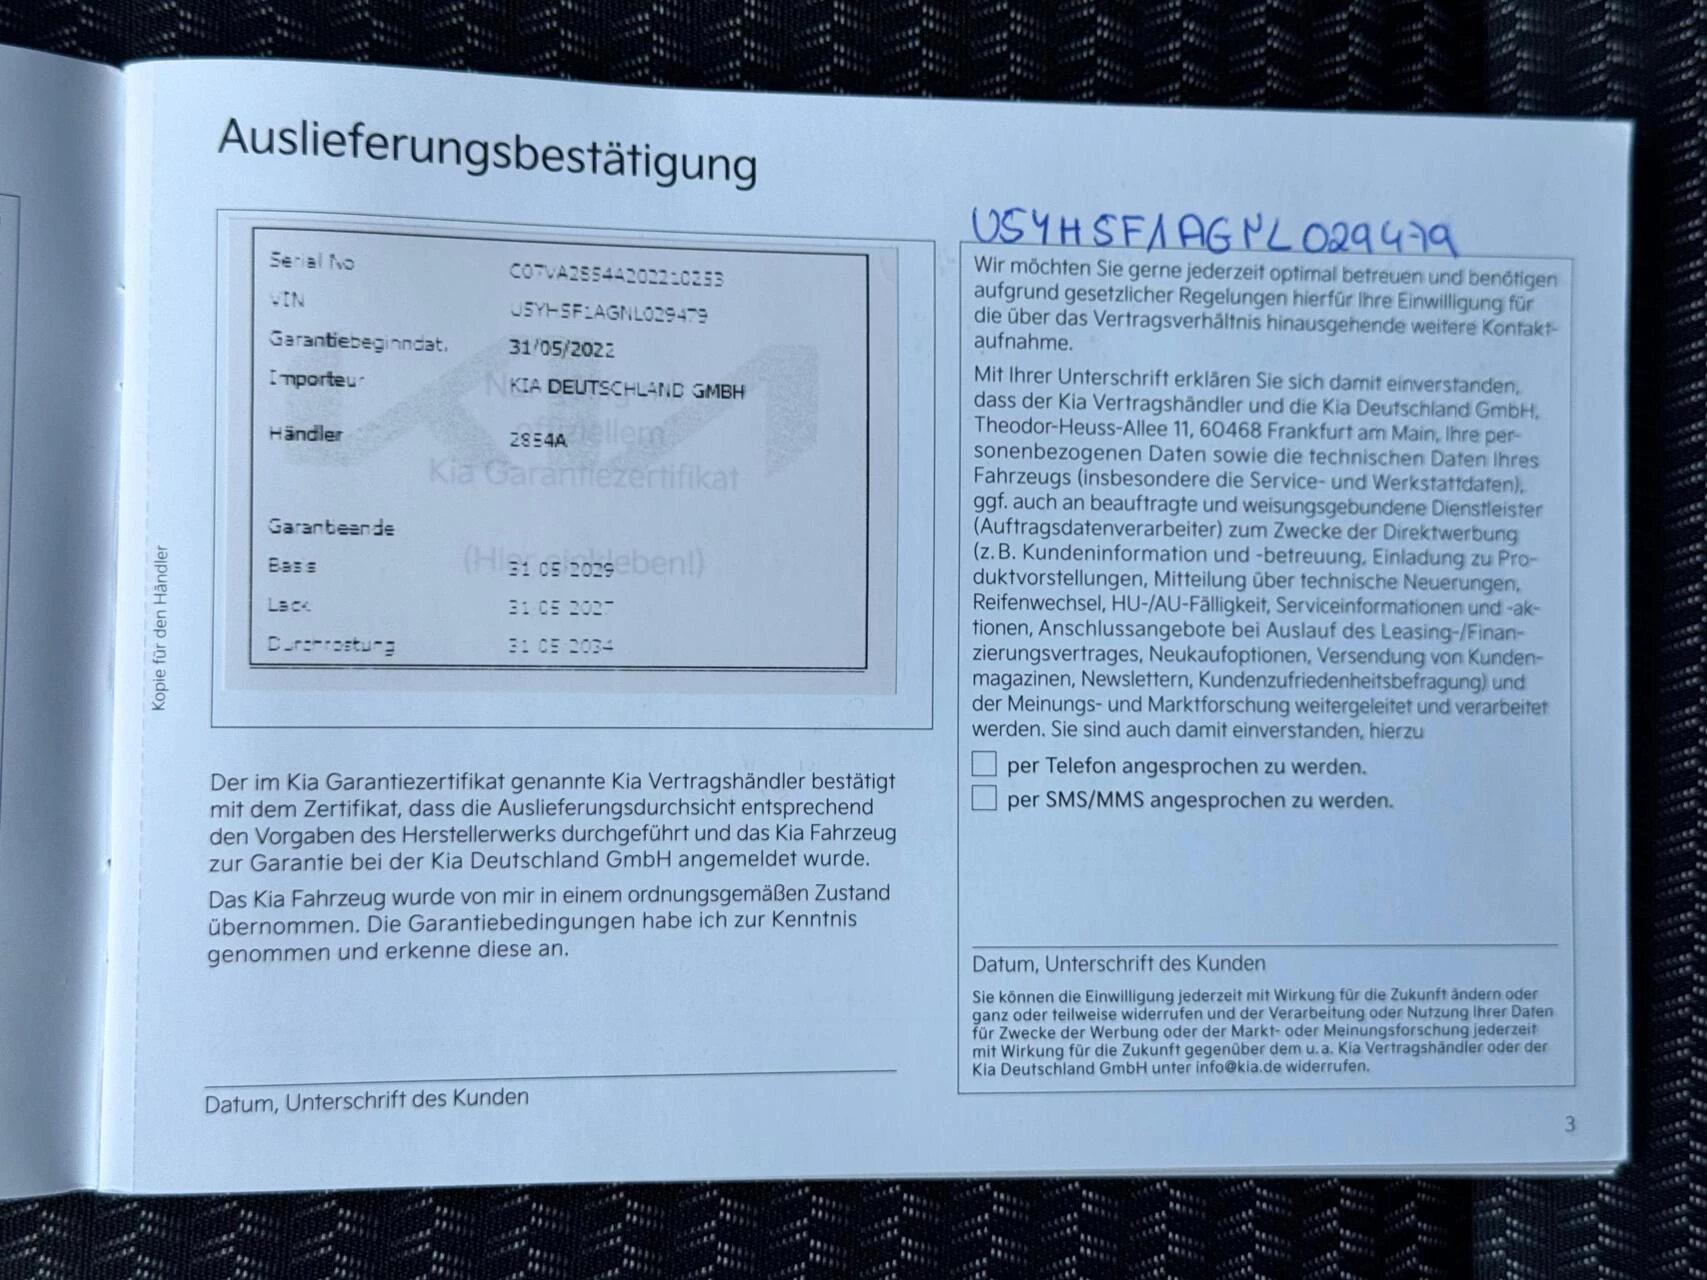 Auslieferungsbestätigung
Serial No C07VA2854A202210253
VIN U5YH5F1AGNL029479
Garantiebeginndat. 31/05/2022
Importeur KIA DEUTSCHLAND GMBH
Händler 2854A
offiziellem
Kia Garantiezertifikat
Garantieende
(Hier einkleben!)
Basis 31 05 2029
Lack 31 05 2027
Durchrostung 31 05 2034
Kopie für den Händler
Der im Kia Garantiezertifikat genannte Kia Vertragshändler bestätigt
mit dem Zertifikat, dass die Auslieferungsdurchsicht entsprechend
den Vorgaben des Herstellerwerks durchgeführt und das Kia Fahrzeug
zur Garantie bei der Kia Deutschland GmbH angemeldet wurde.
Das Kia Fahrzeug wurde von mir in einem ordnungsgemäßen Zustand
übernommen. Die Garantiebedingungen habe ich zur Kenntnis
genommen und erkenne diese an.
Datum, Unterschrift des Kunden
U5YH5F1AGNL029479
Wir möchten Sie gerne jederzeit optimal betreuen und benötigen
aufgrund gesetzlicher Regelungen hierfür Ihre Einwilligung für
die über das Vertragsverhältnis hinausgehende weitere Kontakt-
aufnahme.
Mit Ihrer Unterschrift erklären Sie sich damit einverstanden,
dass der Kia Vertragshändler und die Kia Deutschland GmbH,
Theodor-Heuss-Allee 11, 60468 Frankfurt am Main, Ihre per-
sonenbezogenen Daten sowie die technischen Daten Ihres
Fahrzeugs (insbesondere die Service- und Werkstattdaten),
ggf. auch an beauftragte und weisungsgebundene Dienstleister
(Auftragsdatenverarbeiter) zum Zwecke der Direktwerbung
(z. B. Kundeninformation und -betreuung, Einladung zu Pro-
duktvorstellungen, Mitteilung über technische Neuerungen,
Reifenwechsel, HU-/AU-Fälligkeit, Serviceinformationen und -ak-
tionen, Anschlussangebote bei Auslauf des Leasing-/Finan-
zierungsvertrages, Neukaufoptionen, Versendung von Kunden-
magazinen, Newslettern, Kundenzufriedenheitsbefragung) und
der Meinungs- und Marktforschung weitergeleitet und verarbeitet
werden. Sie sind auch damit einverstanden, hierzu
per Telefon angesprochen zu werden.
per SMS/MMS angesprochen zu werden.
Datum, Unterschrift des Kunden
Sie können die Einwilligung jederzeit mit Wirkung für die Zukunft ändern oder
ganz oder teilweise widerrufen und der Verarbeitung oder Nutzung Ihrer Daten
für Zwecke der Werbung oder der Markt- oder Meinungsforschung jederzeit
mit Wirkung für die Zukunft gegenüber dem u. a. Kia Vertragshändler oder der
Kia Deutschland GmbH unter info@kia.de widerrufen.
3